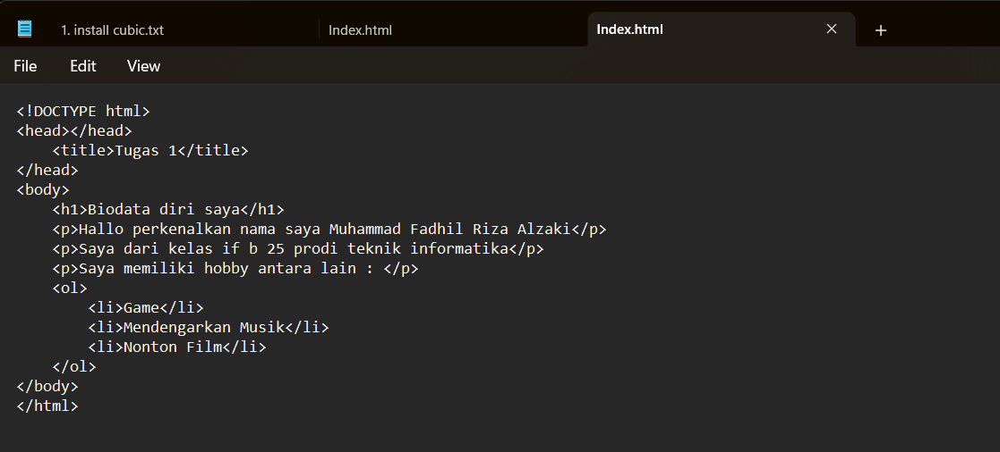 1. install cubic.txt Index.html Index.html
File Edit View
<!DOCTYPE html>
<head></head>
    <title>Tugas 1</title>
</head>
<body>
    <h1>Biodata diri saya</h1>
    <p>Hallo perkenalkan nama saya Muhammad Fadhil Riza Alzaki</p>
    <p>Saya dari kelas if b 25 prodi teknik informatika</p>
    <p>Saya memiliki hobby antara lain : </p>
    <ol>
        <li>Game</li>
        <li>Mendengarkan Musik</li>
        <li>Nonton Film</li>
    </ol>
</body>
</html>